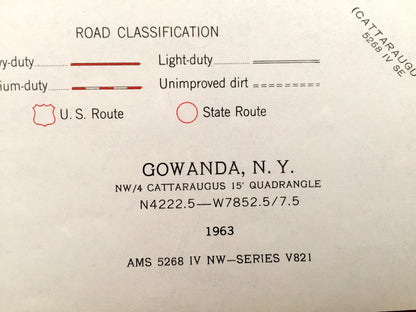 ROAD CLASSIFICATION
vy-duty Light-duty
ium-duty Unimproved dirt
U. S. Route State Route
(CATTARAUGU
5268 IV SE
GOWANDA, N. Y.
NW/4 CATTARAUGUS 15' QUADRANGLE
N4222.5—W7852.5/7.5
1963
AMS 5268 IV NW—SERIES V821